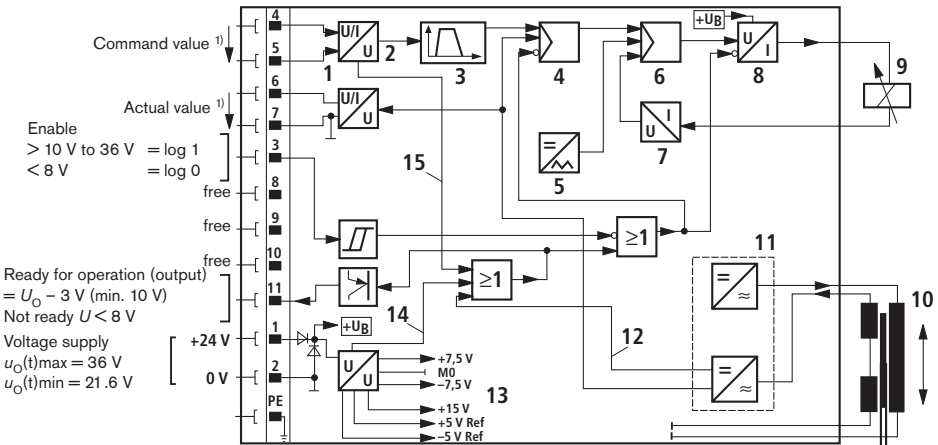 4
Command value 1)
5
6
Actual value 1)
7
Enable
> 10 V to 36 V = log 1
< 8 V = log 0
3
free 8
free 9
free 10
Ready for operation (output)
= UO – 3 V (min. 10 V)
Not ready U < 8 V
11
Voltage supply
uO(t)max = 36 V
uO(t)min = 21.6 V
+24 V 1
0 V 2
PE
U/I
U
1
2
3
4
+UB
U
I
6
8
9
U/I
U
I
U
7
15
5
≥1
≥1
11
=
≈
=
≈
10
14
12
+UB
U
U
+7,5 V
M0
–7,5 V
13
+15 V
+5 V Ref
–5 V Ref